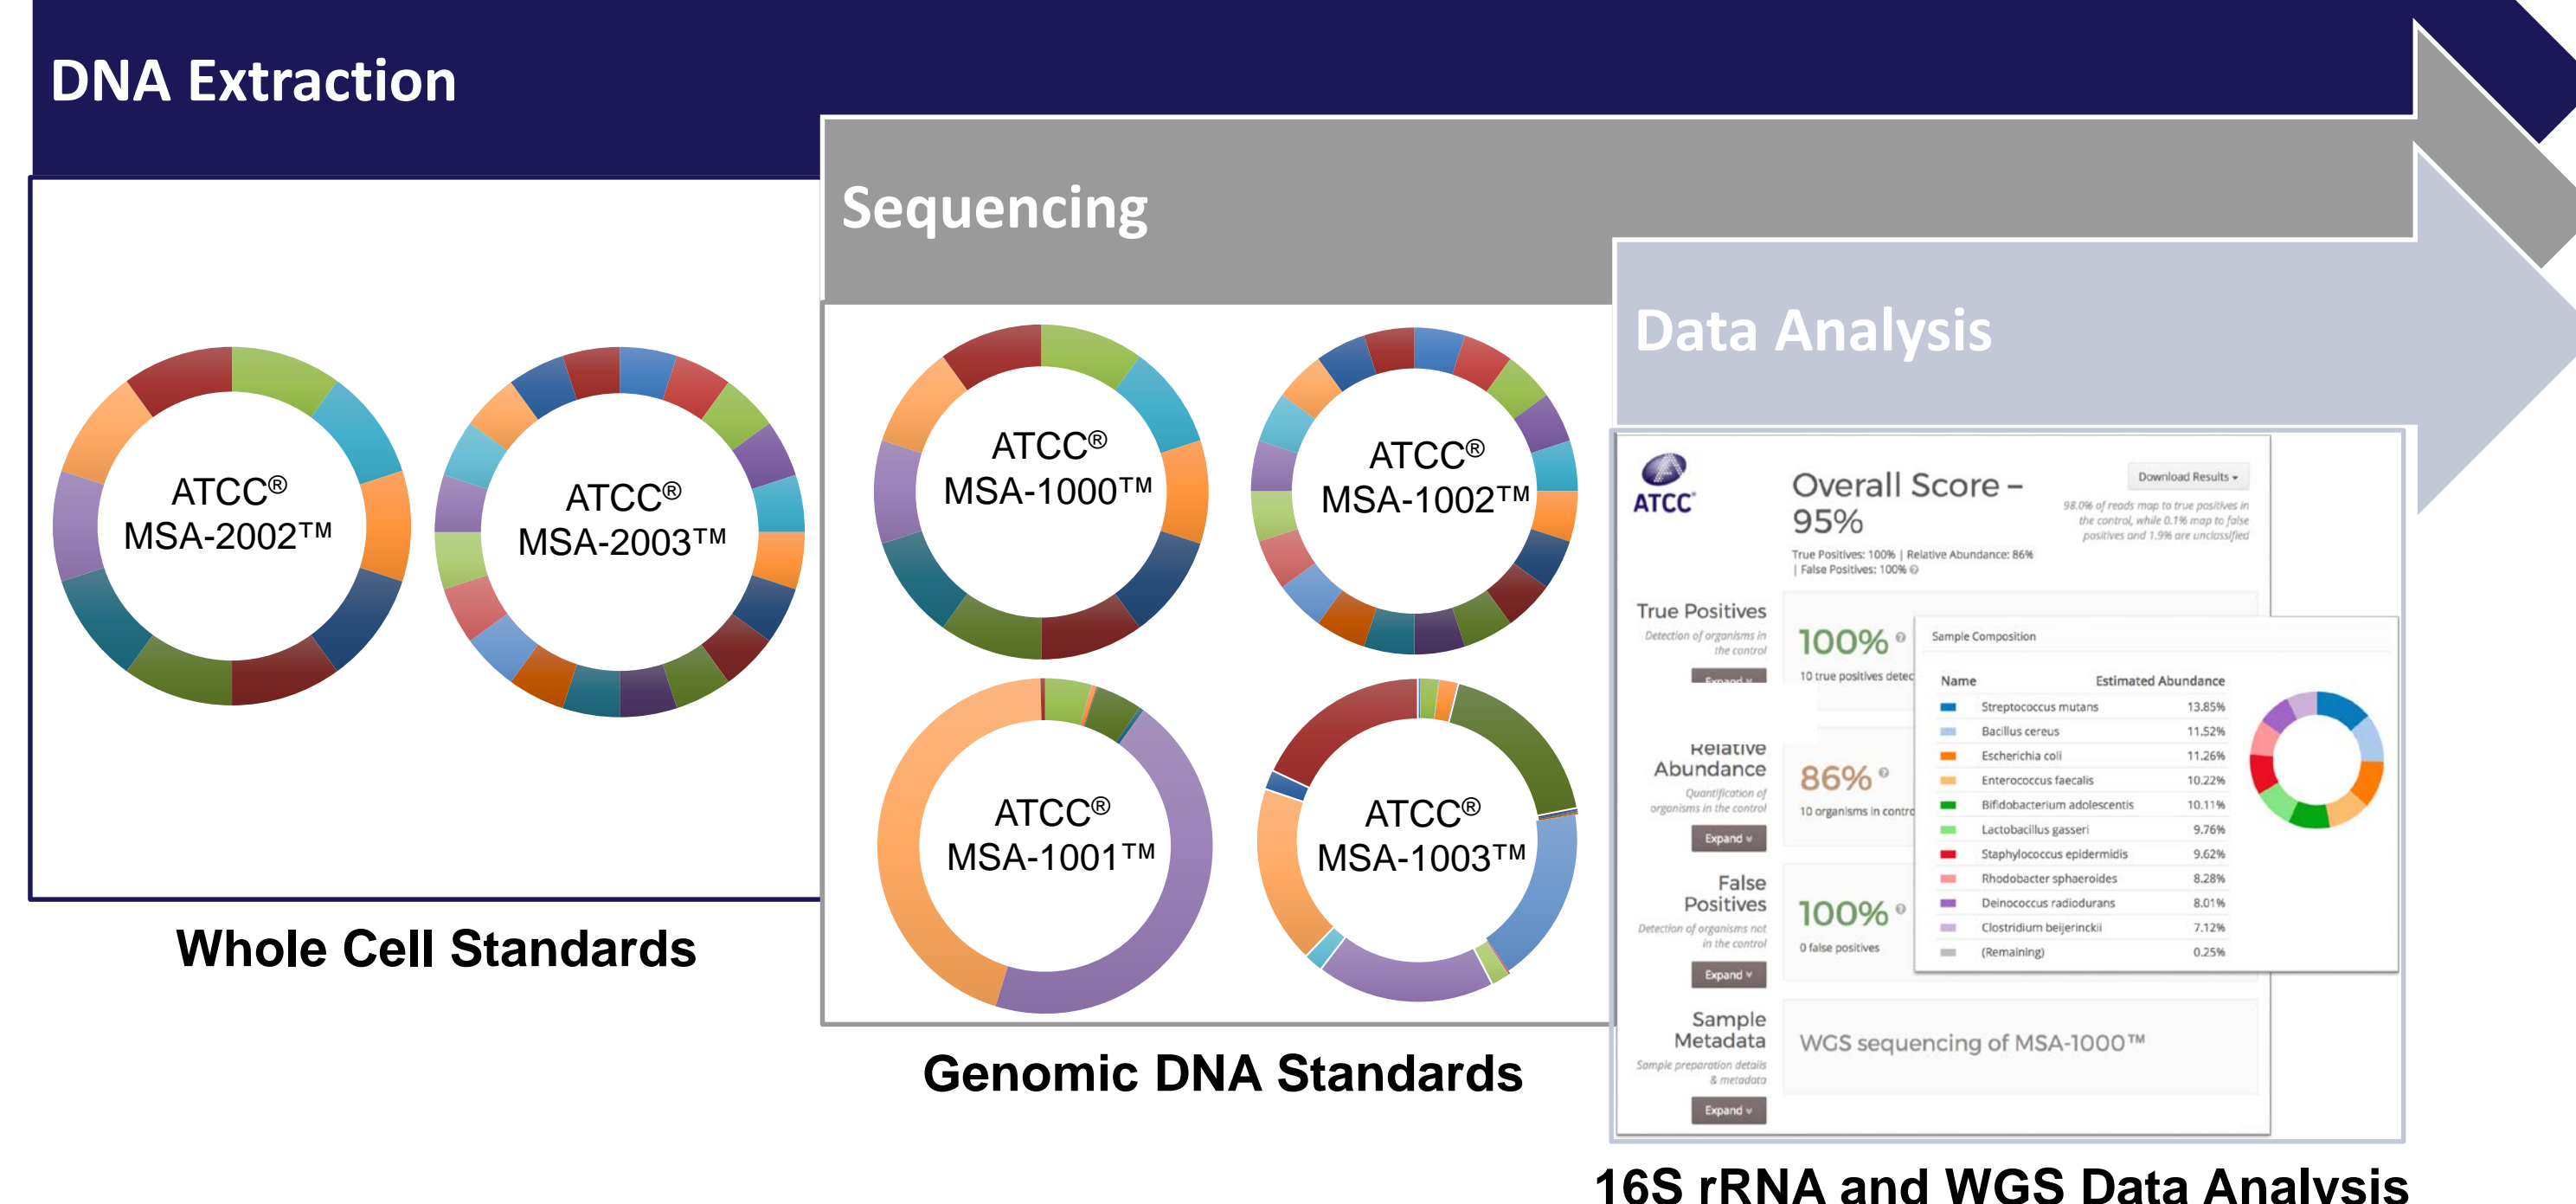 DNA Extraction
Sequencing
Data Analysis
ATCC®
MSA-2002™
ATCC®
MSA-2003™
Whole Cell Standards
ATCC®
MSA-1000™
ATCC®
MSA-1002™
ATCC®
MSA-1001™
ATCC®
MSA-1003™
Genomic DNA Standards
ATCC®
Overall Score –
95%
True Positives: 100% | Relative Abundance: 86%
| False Positives: 100%
Download Results
98.0% of reads map to true positives in
the control, while 0.1% map to false
positives and 1.9% are unclassified
True Positives
Detection of organisms in
the control
Expand
100%
10 true positives detec
Relative
Abundance
Quantification of
organisms in the control
Expand
86%
10 organisms in contro
False
Positives
Detection of organisms not
in the control
Expand
100%
0 false positives
Sample
Metadata
Sample preparation details
& metadata
Expand
WGS sequencing of MSA-1000™
Sample Composition
Name Estimated Abundance
Streptococcus mutans 13.85%
Bacillus cereus 11.52%
Escherichia coli 11.26%
Enterococcus faecalis 10.22%
Bifidobacterium adolescentis 10.11%
Lactobacillus gasseri 9.76%
Staphylococcus epidermidis 9.62%
Rhodobacter sphaeroides 8.28%
Deinococcus radiodurans 8.01%
Clostridium beijerinckii 7.12%
(Remaining) 0.25%
16S rRNA and WGS Data Analysis